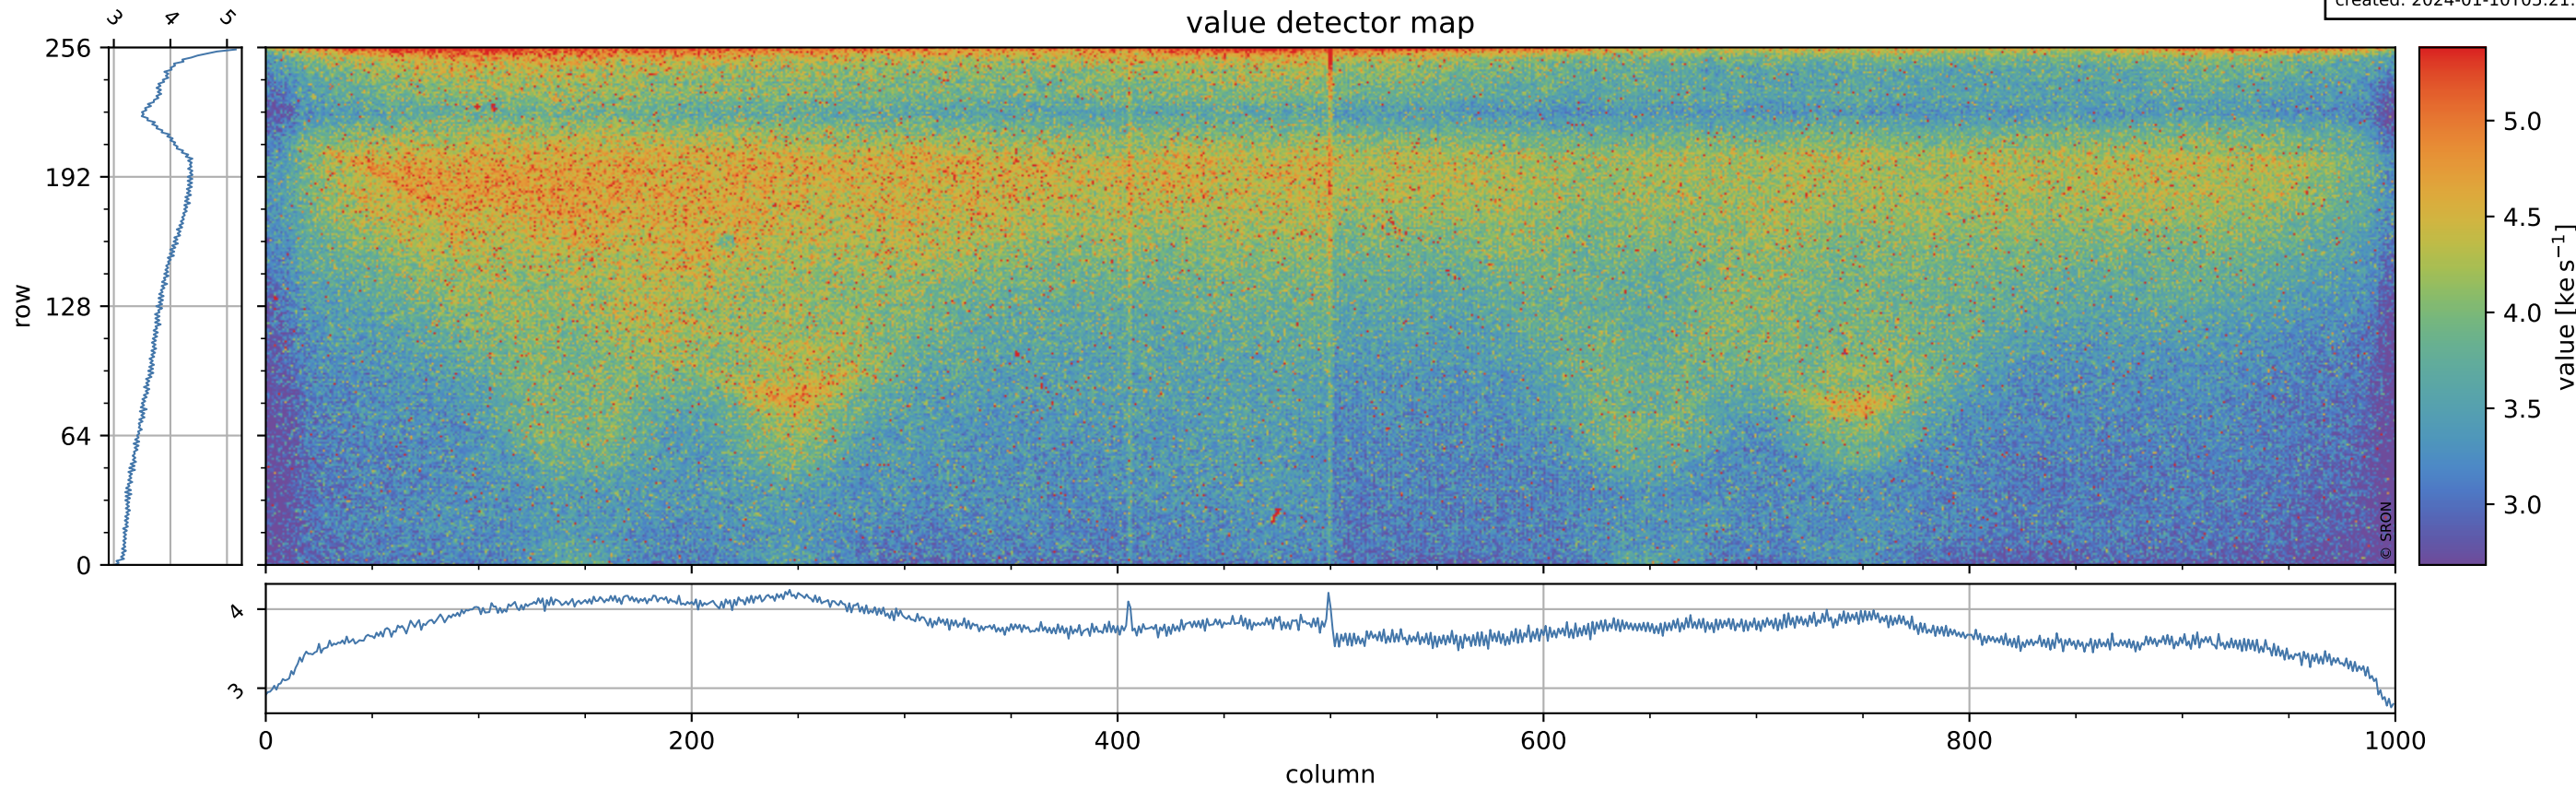 created: 2024-01-10T05:21:
value detector map
3 4 5
256
192
128
64
0
row
5.0
4.5
4.0
3.5
3.0
value [ke s⁻¹]
© SRON
4
3
0 200 400 600 800 1000
column